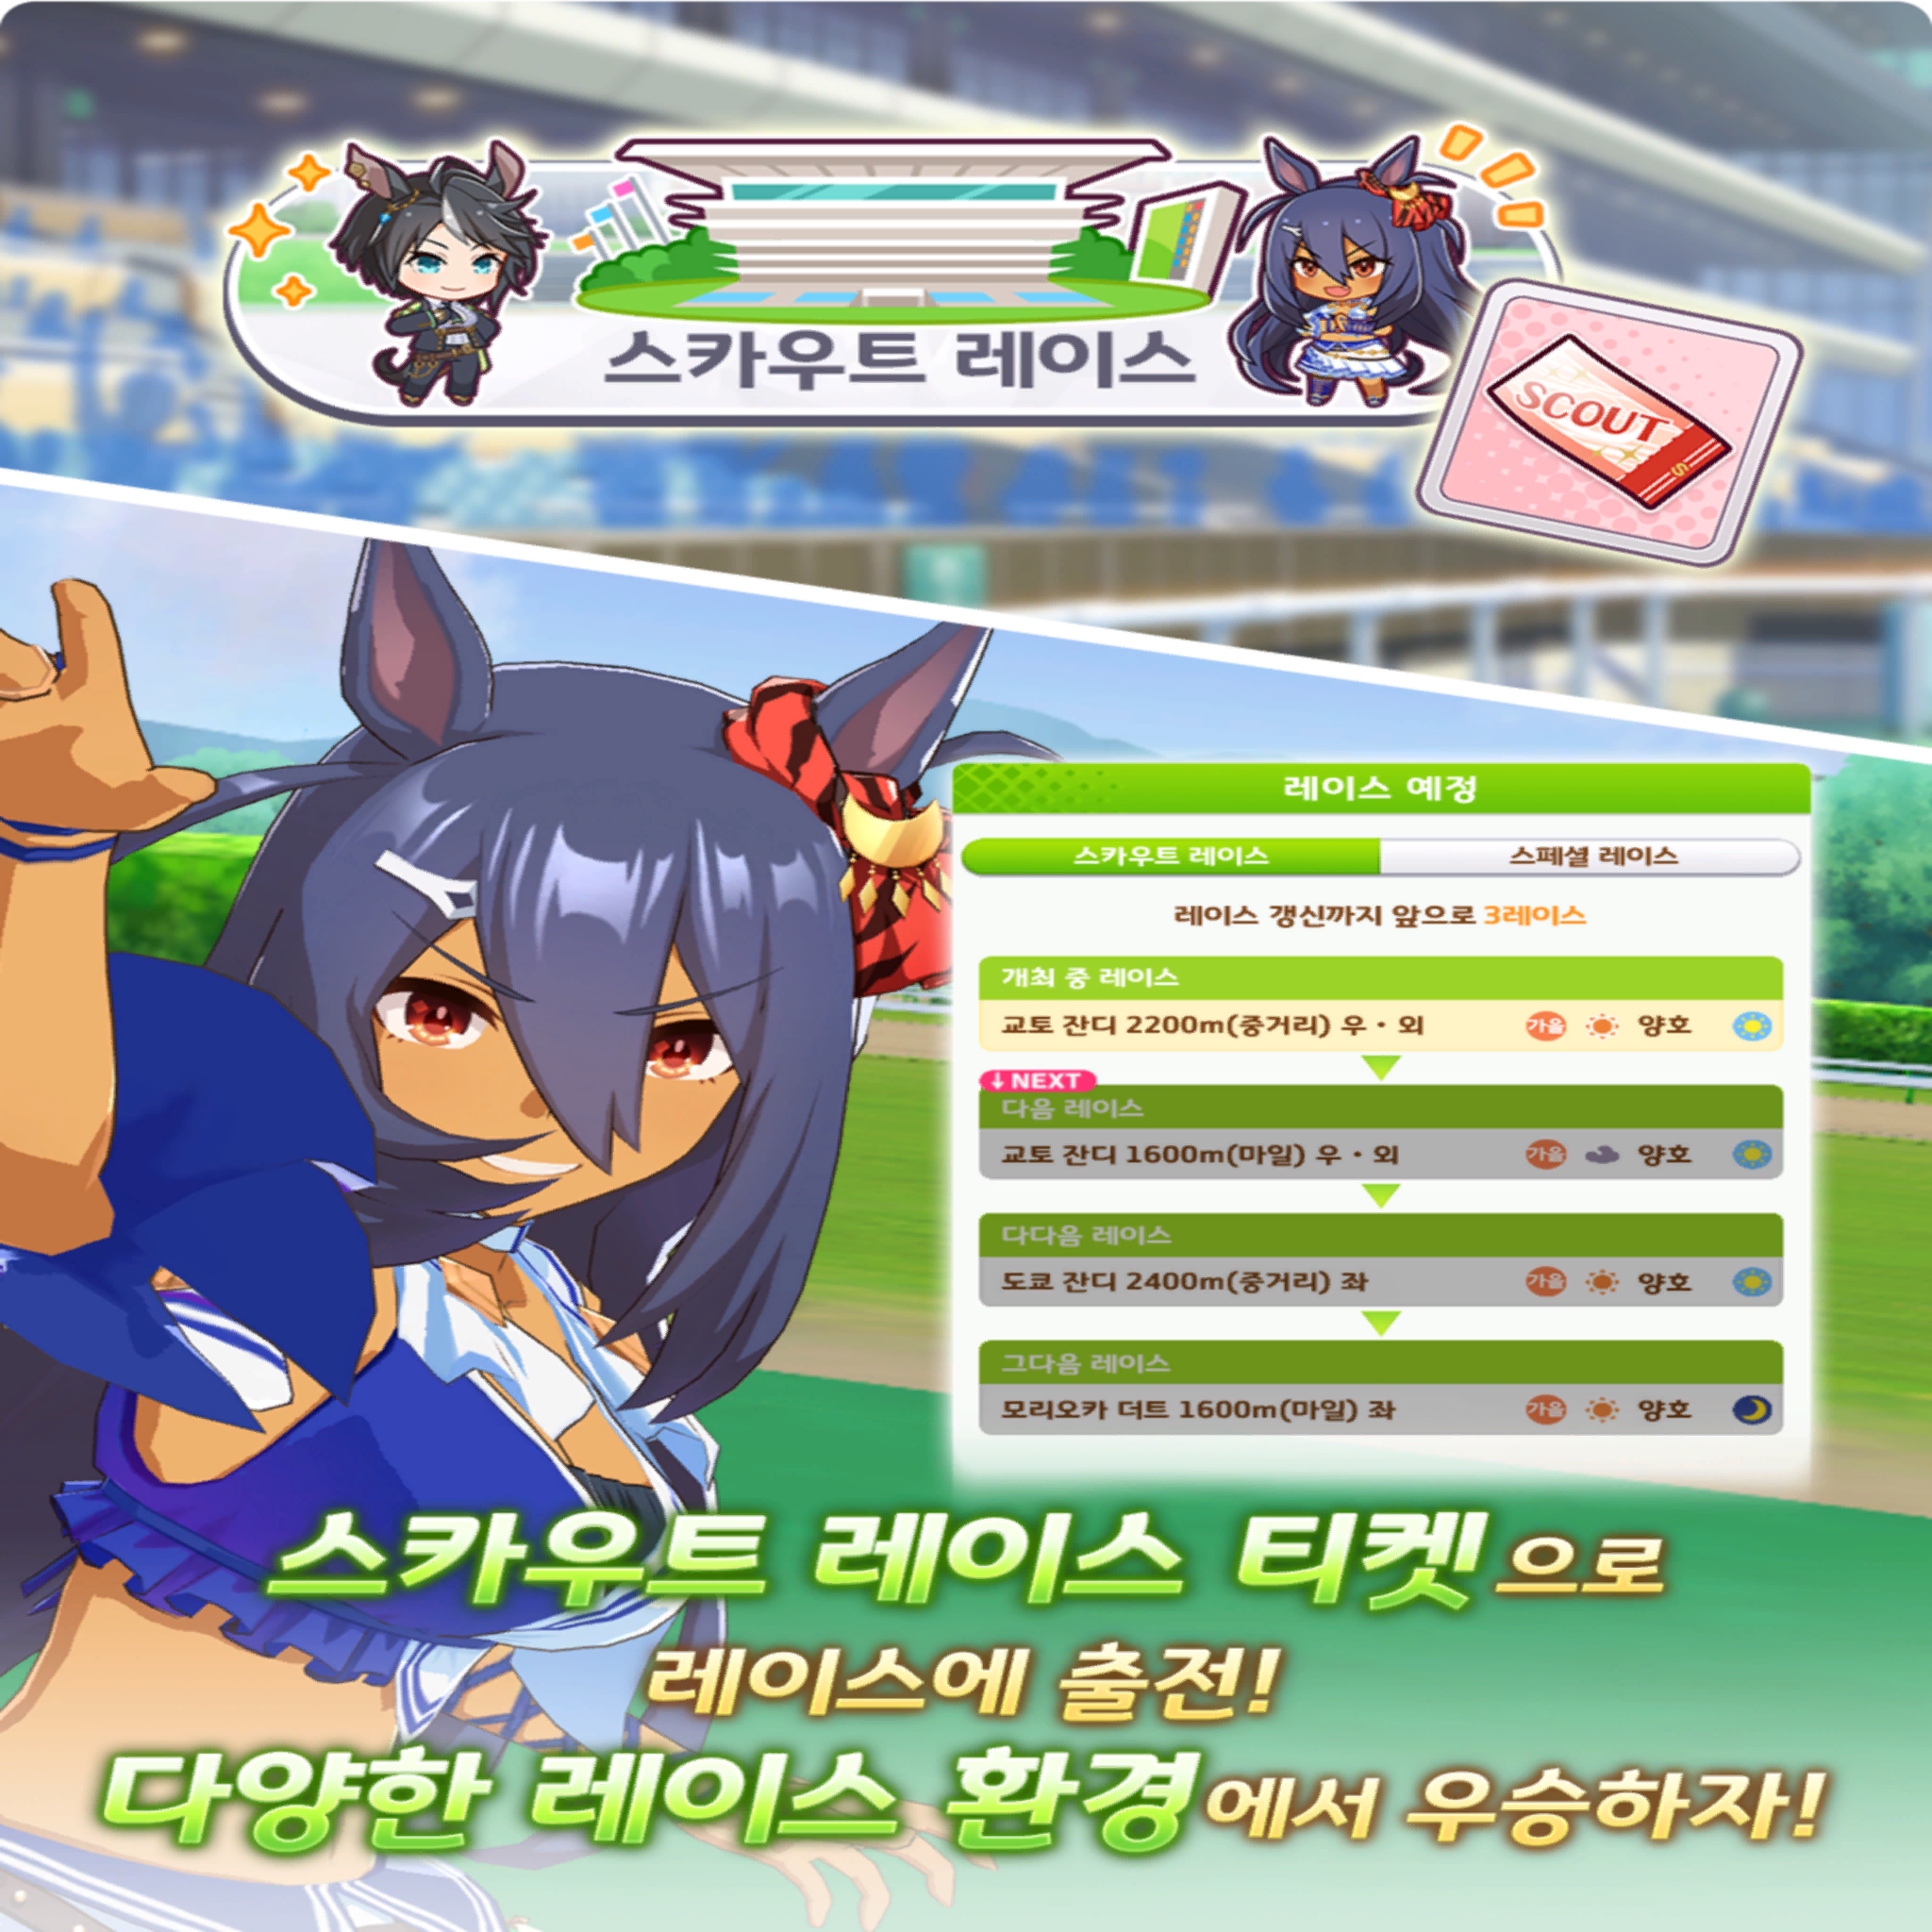 스카우트 레이스
SCOUT
레이스 예정
스카우트 레이스 스페셜 레이스
레이스 갱신까지 앞으로 3레이스
개최 중 레이스
교토 잔디 2200m(중거리) 우・외 가을 양호
↓NEXT
다음 레이스
교토 잔디 1600m(마일) 우・외 가을 양호
다다음 레이스
도쿄 잔디 2400m(중거리) 좌 가을 양호
그다음 레이스
모리오카 더트 1600m(마일) 좌 가을 양호
스카우트 레이스 티켓으로
레이스에 출전!
다양한 레이스 환경에서 우승하자!